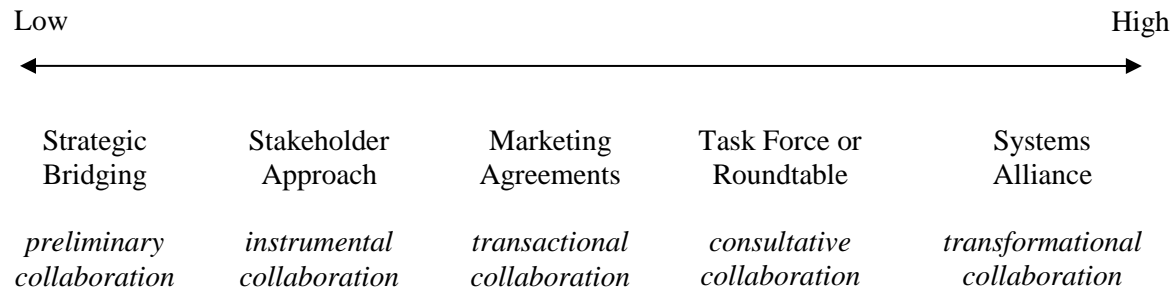 Low High
Strategic Stakeholder Marketing Task Force or Systems
Bridging Approach Agreements Roundtable Alliance
preliminary instrumental transactional consultative transformational
collaboration collaboration collaboration collaboration collaboration